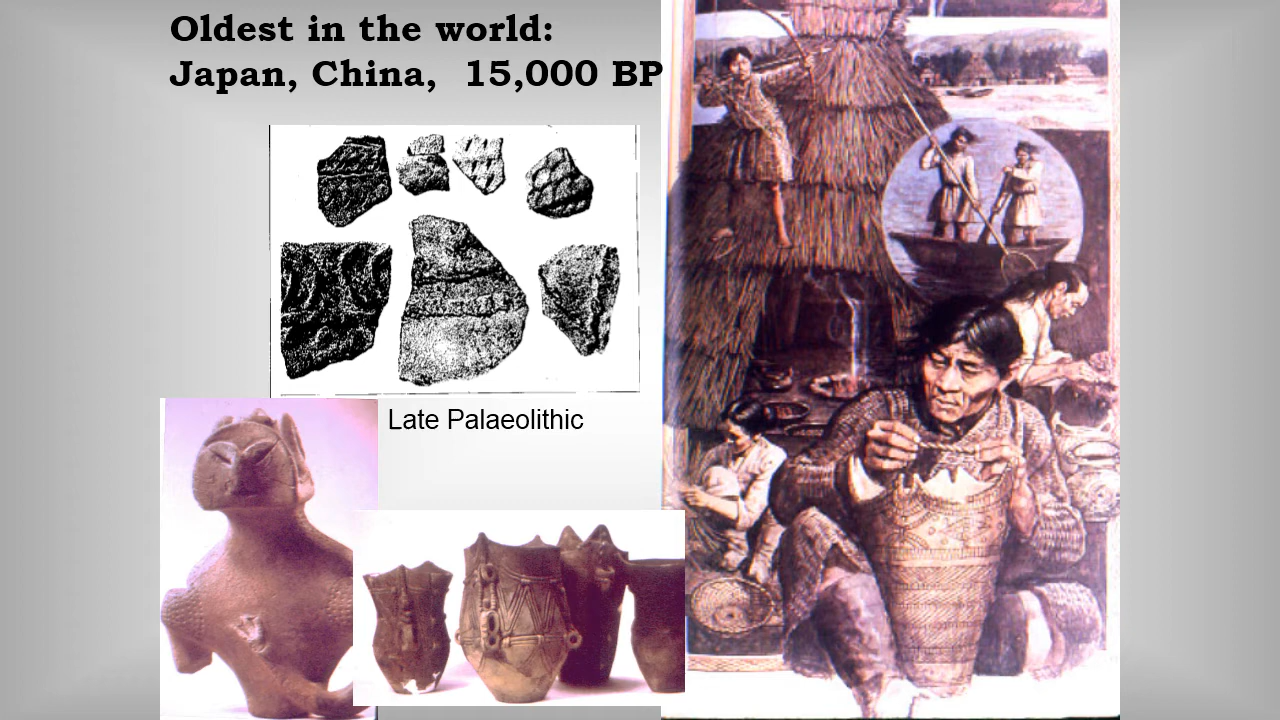 Oldest in the world:
Japan, China, 15,000 BP
Late Palaeolithic